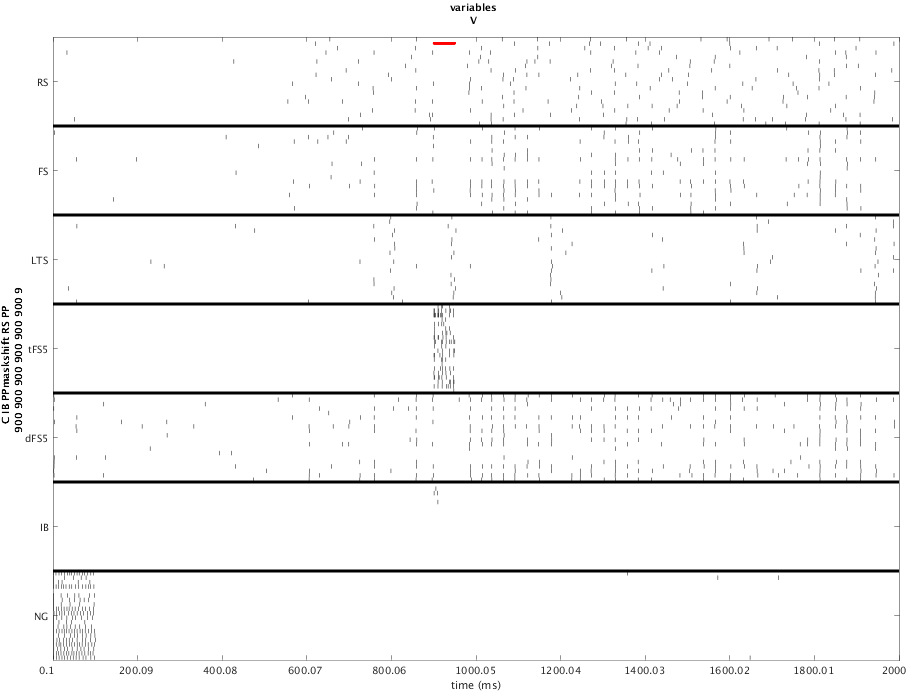 variables
V
C IB PPmaskshift RS PP
900 900 900 900 900 900 9
RS
FS
LTS
tFS5
dFS5
IB
NG
0.1 200.09 400.08 600.07 800.06 1000.05 1200.04 1400.03 1600.02 1800.01 2000
time (ms)